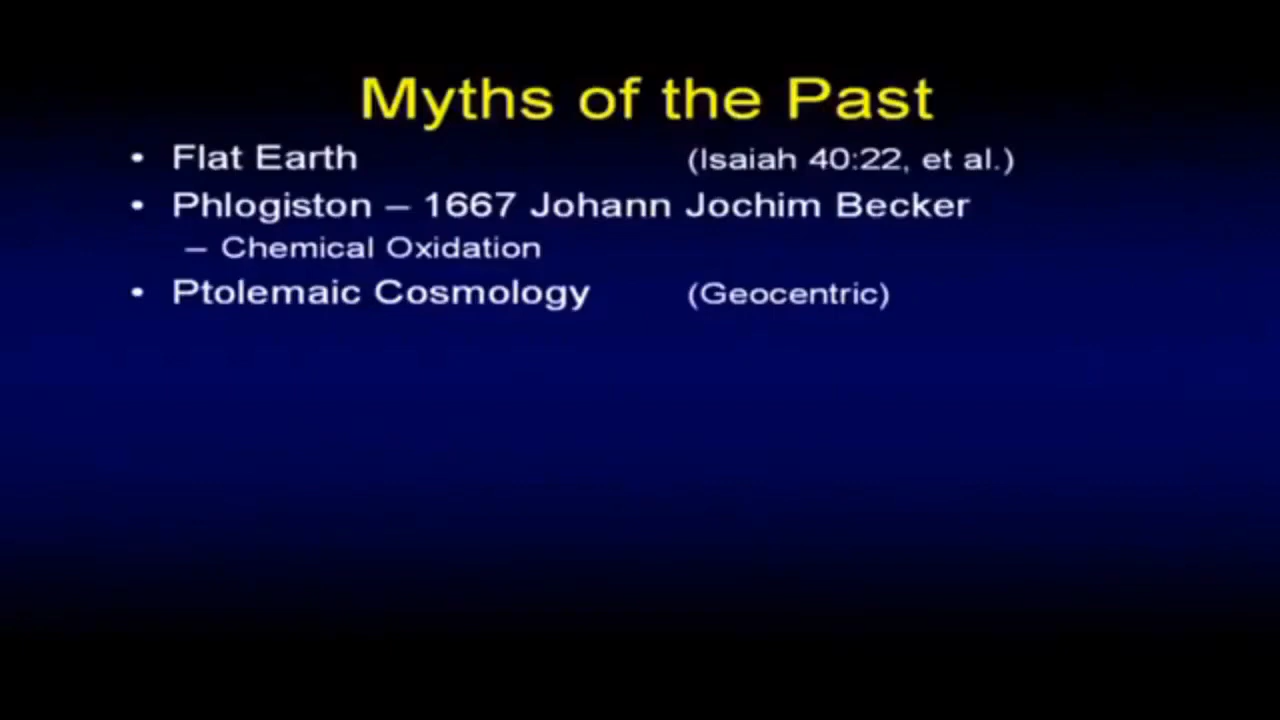 Myths of the Past
• Flat Earth (Isaiah 40:22, et al.)
• Phlogiston – 1667 Johann Jochim Becker
– Chemical Oxidation
• Ptolemaic Cosmology (Geocentric)